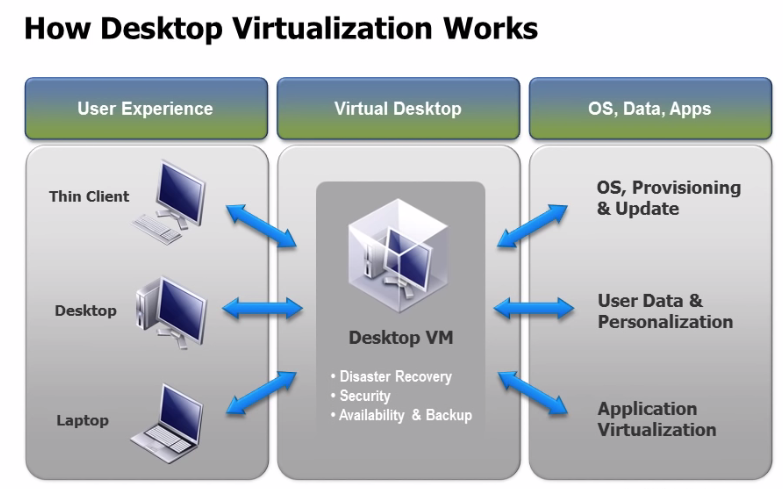 How Desktop Virtualization Works
User Experience
Virtual Desktop
OS, Data, Apps
Thin Client
Desktop
Laptop
Desktop VM
• Disaster Recovery
• Security
• Availability & Backup
OS, Provisioning
& Update
User Data &
Personalization
Application
Virtualization